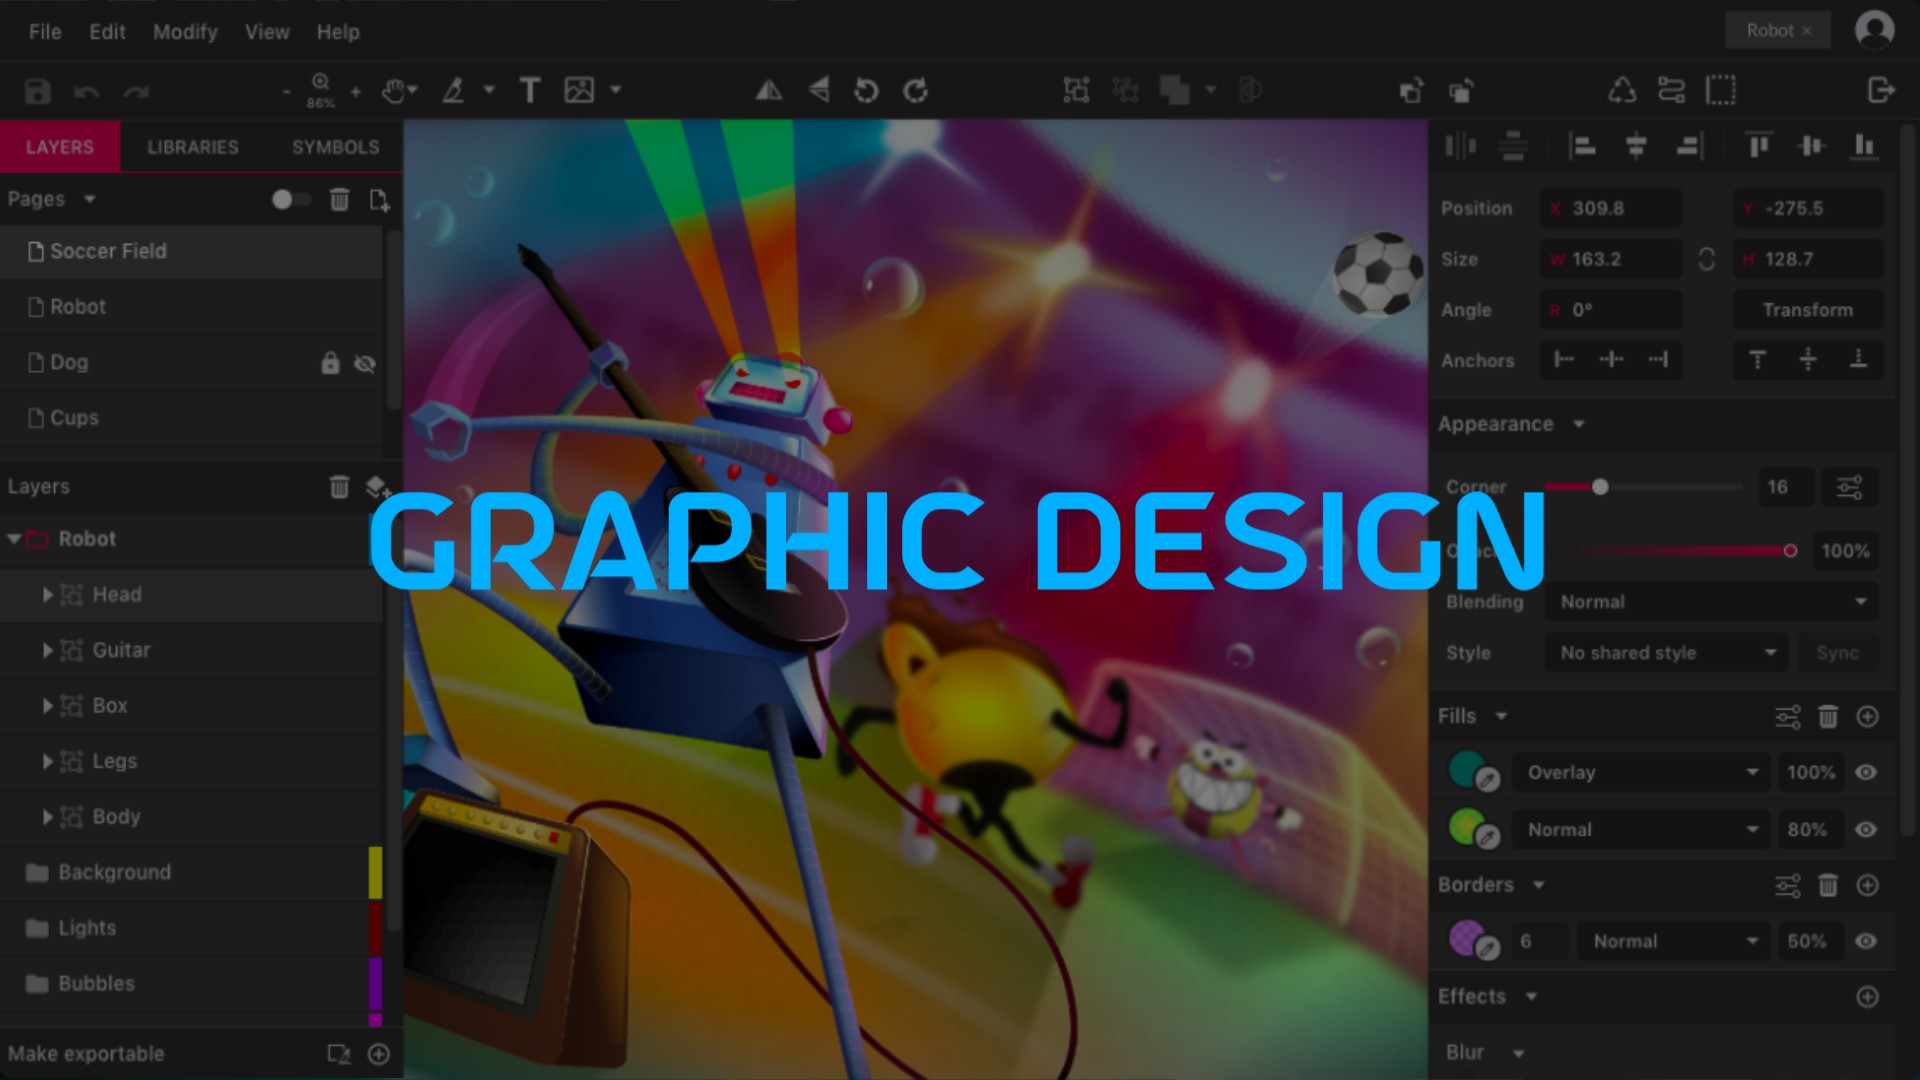 File Edit Modify View Help
Robot ×
86%
LAYERS LIBRARIES SYMBOLS
Pages
Soccer Field
Robot
Dog
Cups
Layers
Robot
Head
Guitar
Box
Legs
Body
Background
Lights
Bubbles
Make exportable
GRAPHIC DESIGN
Position X 309.8 Y -275.5
Size W 163.2 H 128.7
Angle R 0° Transform
Anchors
Appearance
Corner 16
100%
Blending Normal
Style No shared style Sync
Fills
Overlay 100%
Normal 80%
Borders
6 Normal 50%
Effects
Blur